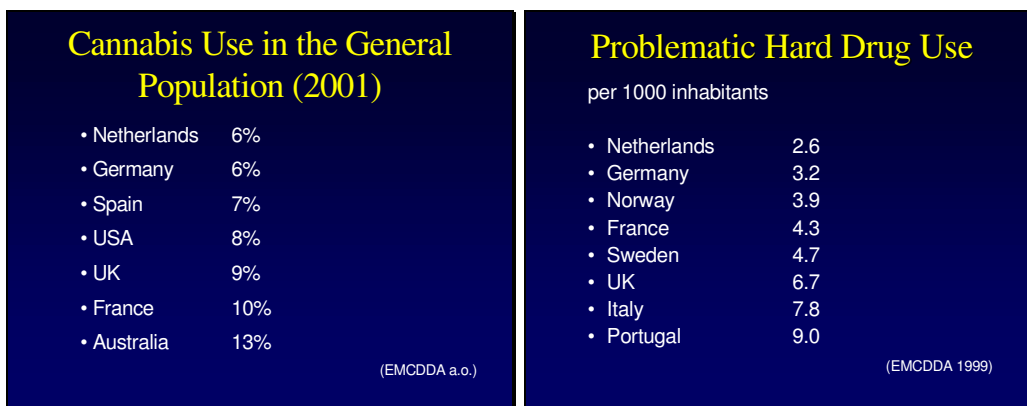 Cannabis Use in the General
Population (2001)
• Netherlands 6%
• Germany 6%
• Spain 7%
• USA 8%
• UK 9%
• France 10%
• Australia 13%
(EMCDDA a.o.)
Problematic Hard Drug Use
per 1000 inhabitants
• Netherlands 2.6
• Germany 3.2
• Norway 3.9
• France 4.3
• Sweden 4.7
• UK 6.7
• Italy 7.8
• Portugal 9.0
(EMCDDA 1999)